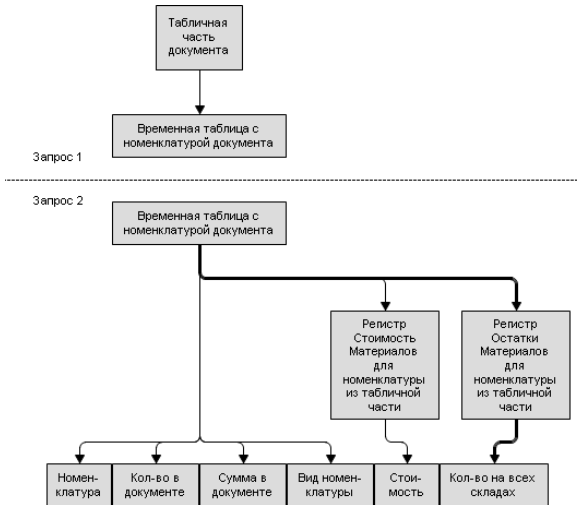 Табличная
часть
документа
Временная таблица с
номенклатурой документа
Запрос 1
Запрос 2
Временная таблица с
номенклатурой документа
Регистр
Стоимость
Материалов
для
номенклатуры
из табличной
части
Регистр
Остатки
Материалов
для
номенклатуры
из табличной
части
Номен-
клатура
Кол-во в
документе
Сумма в
документе
Вид номен-
клатуры
Стои-
мость
Кол-во на всех
складах